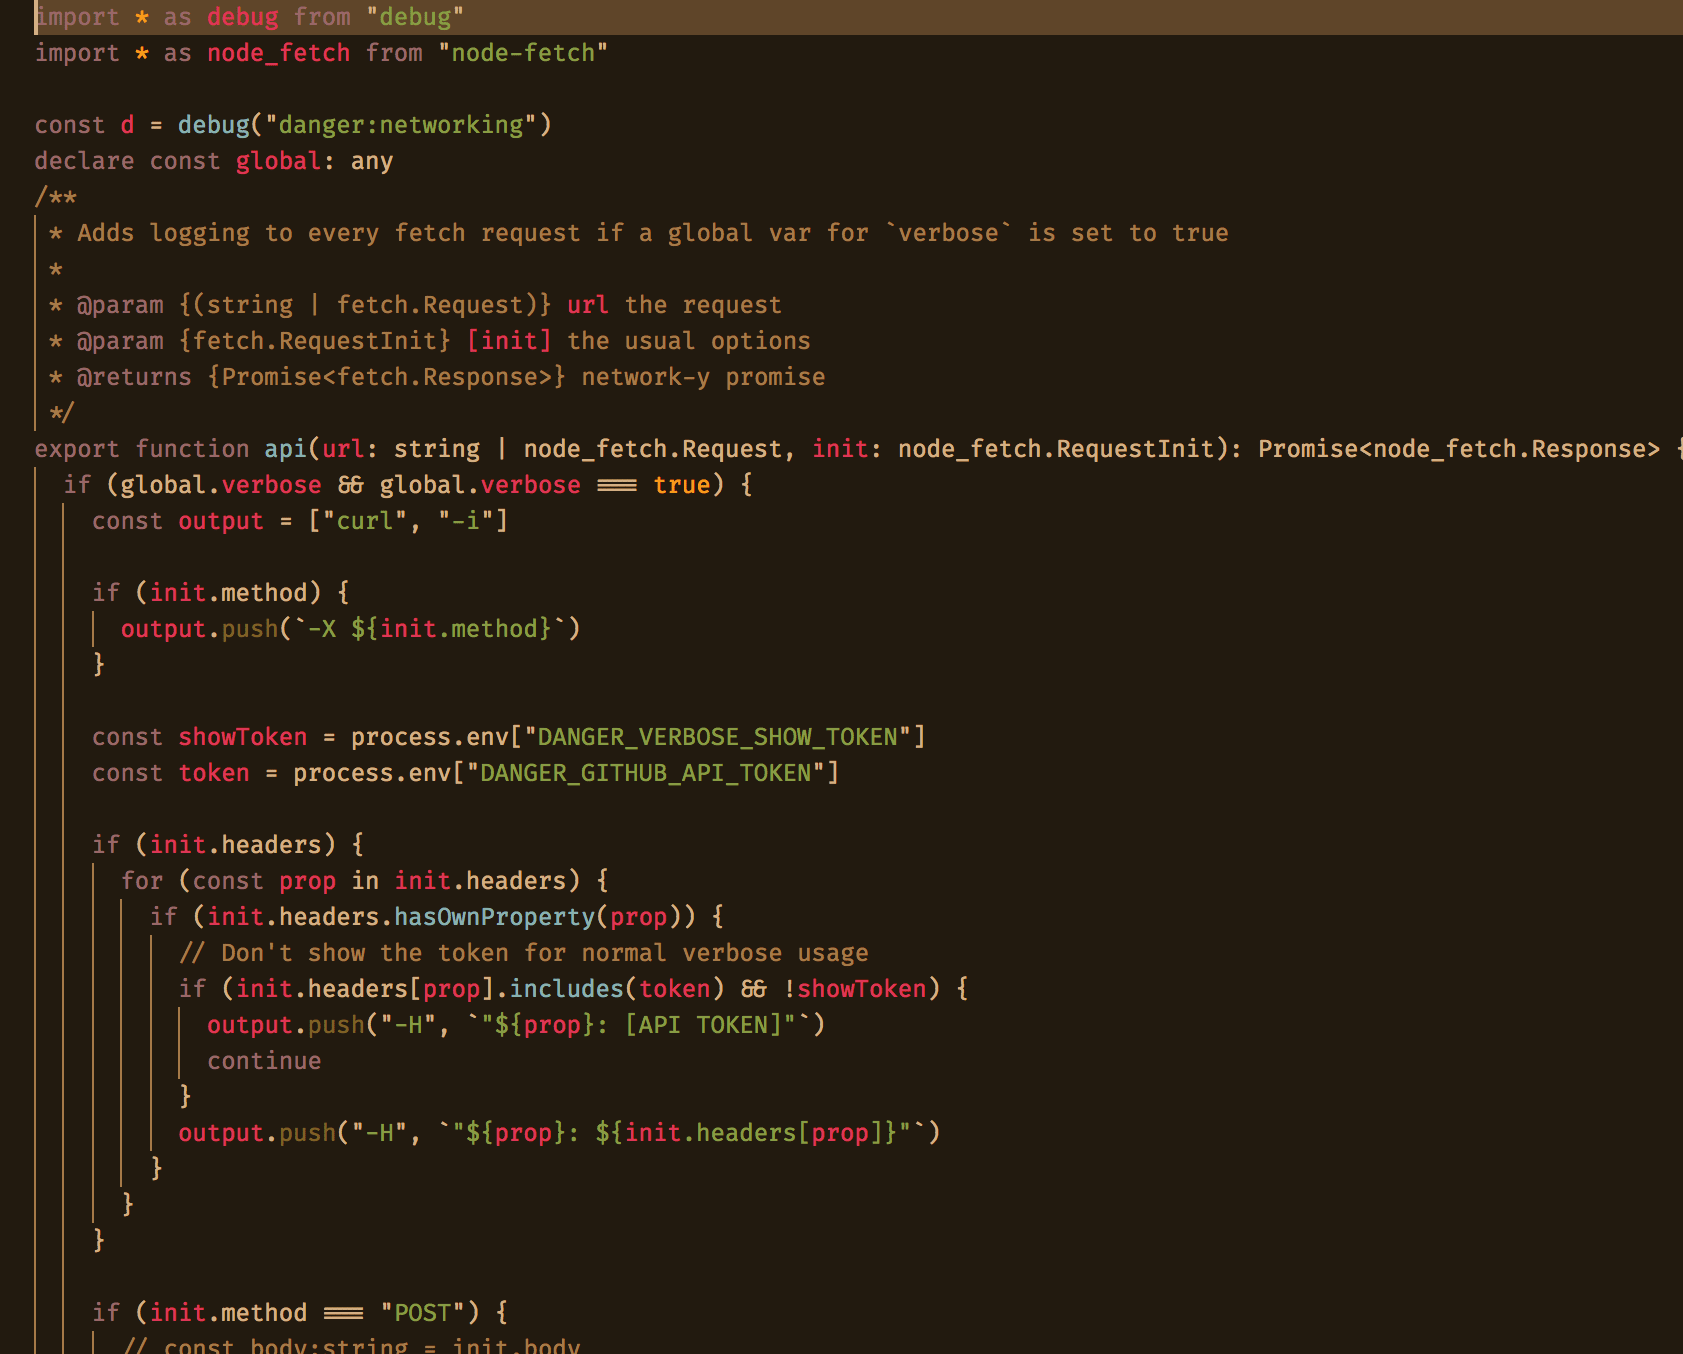 import * as debug from "debug"
import * as node_fetch from "node-fetch"

const d = debug("danger:networking")
declare const global: any
/**
 * Adds logging to every fetch request if a global var for `verbose` is set to true
 *
 * @param {(string | fetch.Request)} url the request
 * @param {fetch.RequestInit} [init] the usual options
 * @returns {Promise<fetch.Response>} network-y promise
 */
export function api(url: string | node_fetch.Request, init: node_fetch.RequestInit): Promise<node_fetch.Response> {
  if (global.verbose && global.verbose === true) {
    const output = ["curl", "-i"]

    if (init.method) {
      output.push(`-X ${init.method}`)
    }

    const showToken = process.env["DANGER_VERBOSE_SHOW_TOKEN"]
    const token = process.env["DANGER_GITHUB_API_TOKEN"]

    if (init.headers) {
      for (const prop in init.headers) {
        if (init.headers.hasOwnProperty(prop)) {
          // Don't show the token for normal verbose usage
          if (init.headers[prop].includes(token) && !showToken) {
            output.push("-H", `"${prop}: [API TOKEN]"`)
            continue
          }
          output.push("-H", `"${prop}: ${init.headers[prop]}"`)
        }
      }
    }

    if (init.method === "POST") {
      // const body:string = init.body